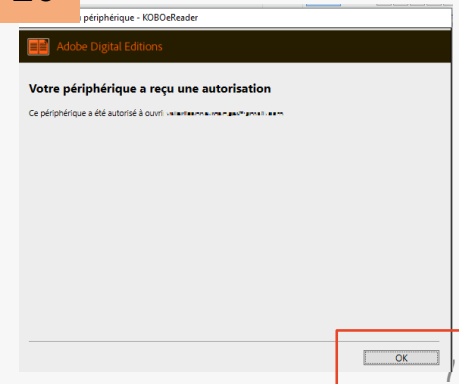 périphérique - KOBOeReader
Adobe Digital Editions
Votre périphérique a reçu une autorisation
Ce périphérique a été autorisé à ouvri
OK